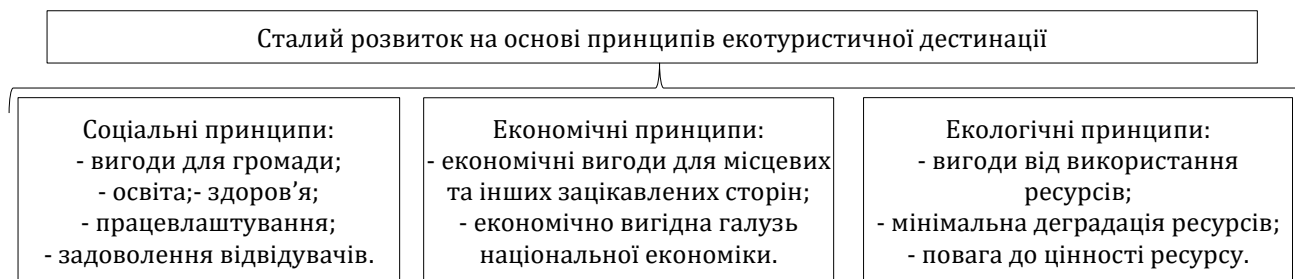 Сталий розвиток на основі принципів екотуристичної дестинації
Соціальні принципи:
- вигоди для громади;
- освіта;- здоров’я;
- працевлаштування;
- задоволення відвідувачів.
Економічні принципи:
- економічні вигоди для місцевих
та інших зацікавлених сторін;
- економічно вигідна галузь
національної економіки.
Екологічні принципи:
- вигоди від використання
ресурсів;
- мінімальна деградація ресурсів;
- повага до цінності ресурсу.